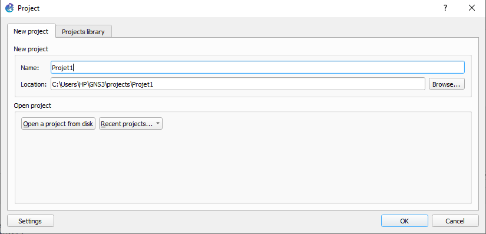 Project
New project
Projects library
New project
Name:
Projet1
Location:
C:\Users\HP\GNS3\projects\Projet1
Browse...
Open project
Open a project from disk
Recent projects...
Settings
OK
Cancel